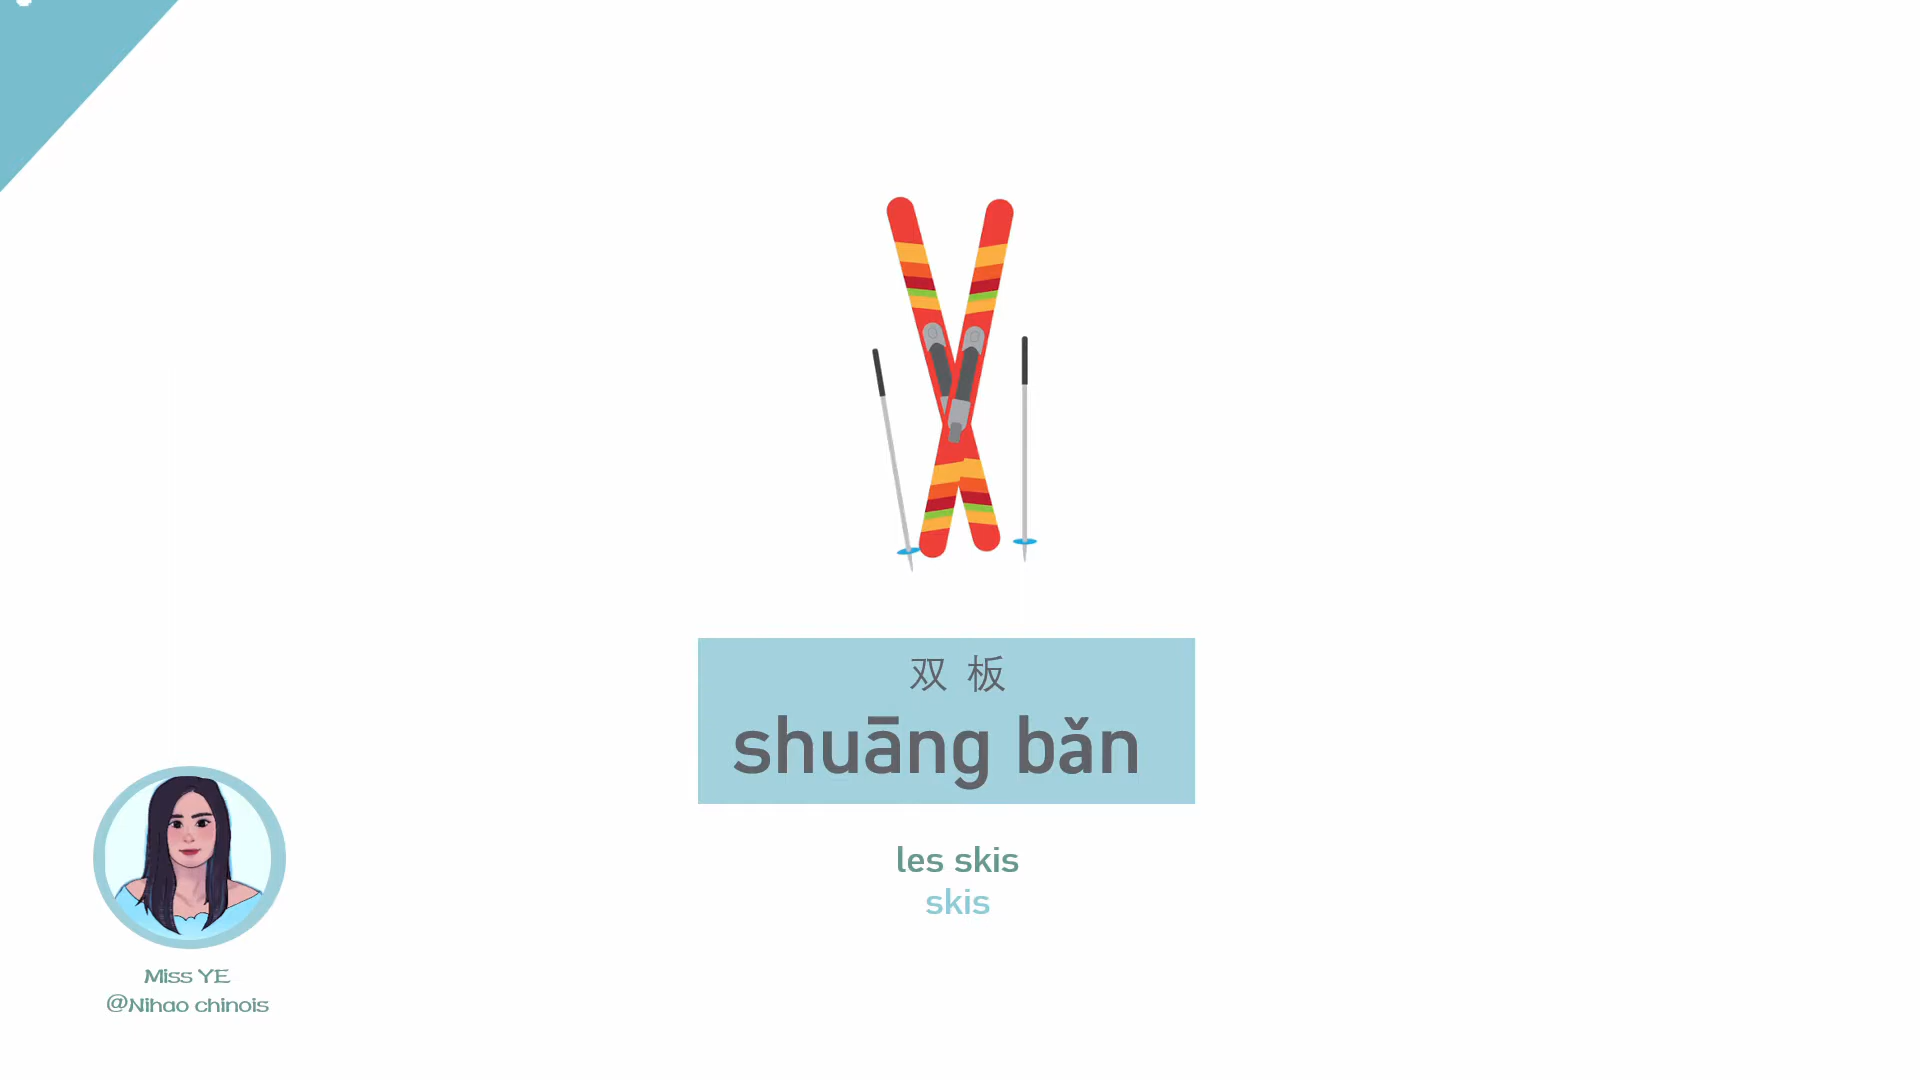 双 板
shuāng bǎn
les skis
skis
Miss YE
@Nihao chinois